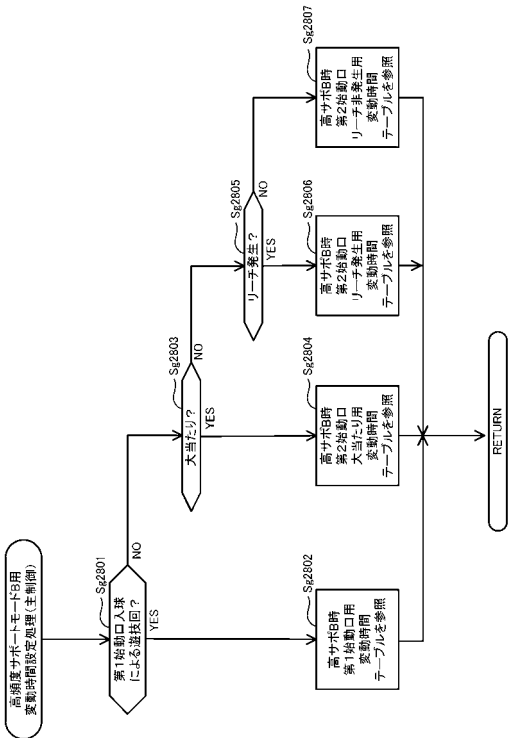 高頻度サポートモードB用
変動時間設定処理(主制御)
Sg2801
第1始動口入球
による遊技回?
NO
YES
Sg2802
高サポB時
第1始動口用
変動時間
テーブルを参照
Sg2803
大当たり?
NO
YES
Sg2804
高サポB時
第2始動口
大当たり用
変動時間
テーブルを参照
Sg2805
リーチ発生?
NO
YES
Sg2806
高サポB時
第2始動口
リーチ発生用
変動時間
テーブルを参照
Sg2807
高サポB時
第2始動口
リーチ非発生用
変動時間
テーブルを参照
RETURN